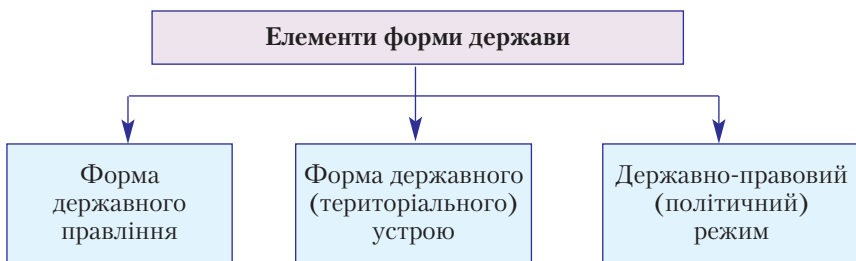 Елементи форми держави
Форма
державного
правління
Форма державного
(територіального)
устрою
Державно-правовий
(політичний)
режим